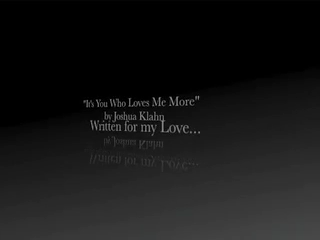 "It's You Who Loves Me More"
by Joshua Klahn
Written for my Love...